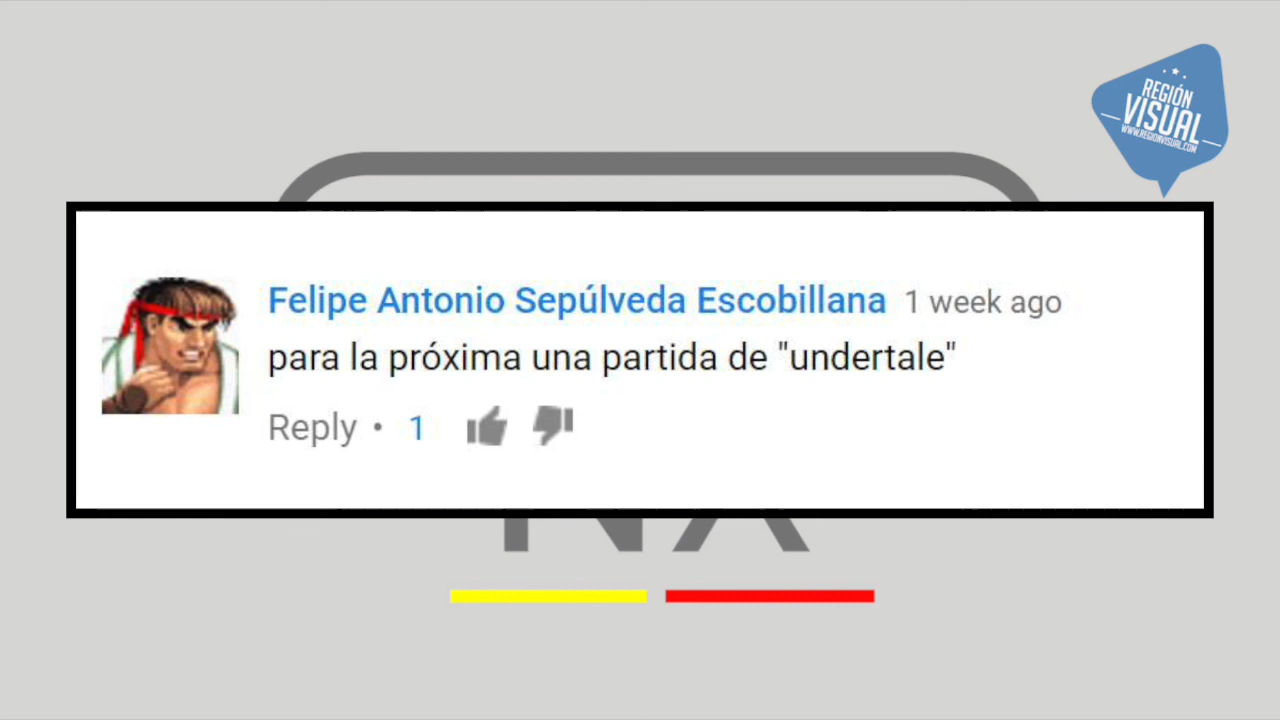 REGIÓN
VISUAL
WWW.REGIONVISUAL.COM
Felipe Antonio Sepúlveda Escobillana 1 week ago
para la próxima una partida de "undertale"
Reply • 1
NX